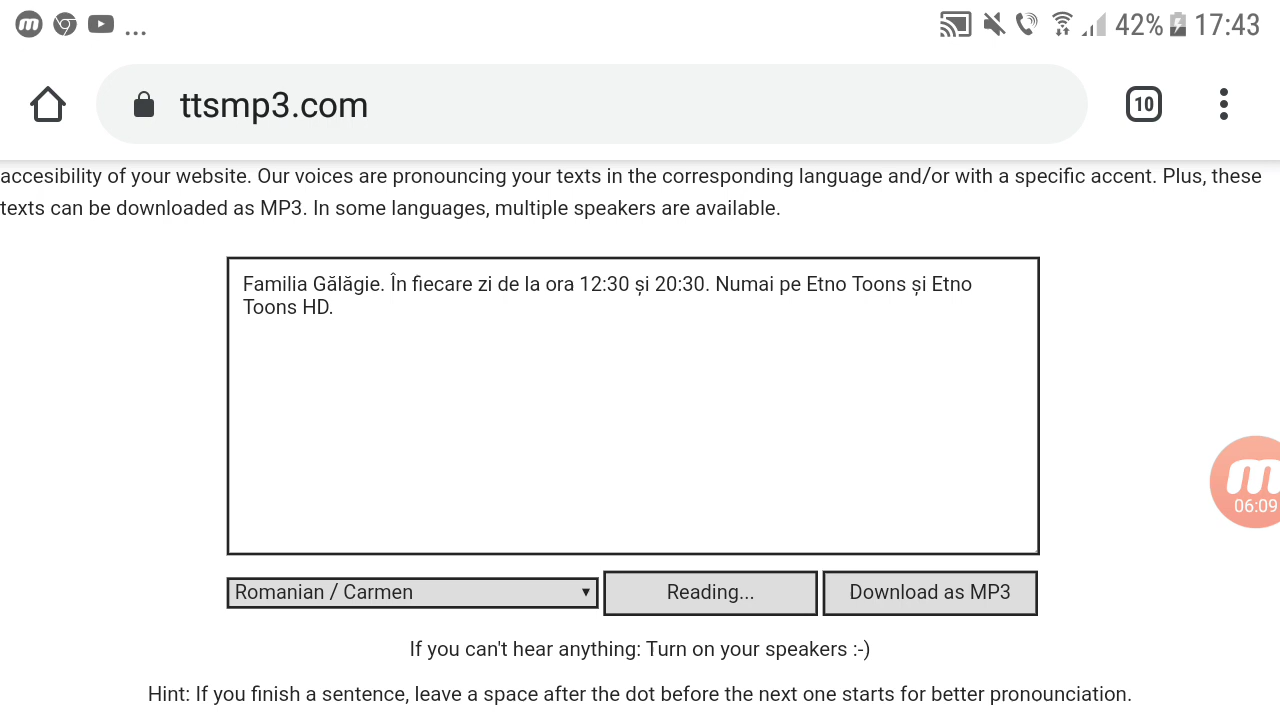 ... 42% 17:43
ttsmp3.com 10
accesibility of your website. Our voices are pronouncing your texts in the corresponding language and/or with a specific accent. Plus, these
texts can be downloaded as MP3. In some languages, multiple speakers are available.
Familia Gălăgie. În fiecare zi de la ora 12:30 și 20:30. Numai pe Etno Toons și Etno
Toons HD.
06:09
Romanian / Carmen Reading... Download as MP3
If you can't hear anything: Turn on your speakers :-)
Hint: If you finish a sentence, leave a space after the dot before the next one starts for better pronounciation.